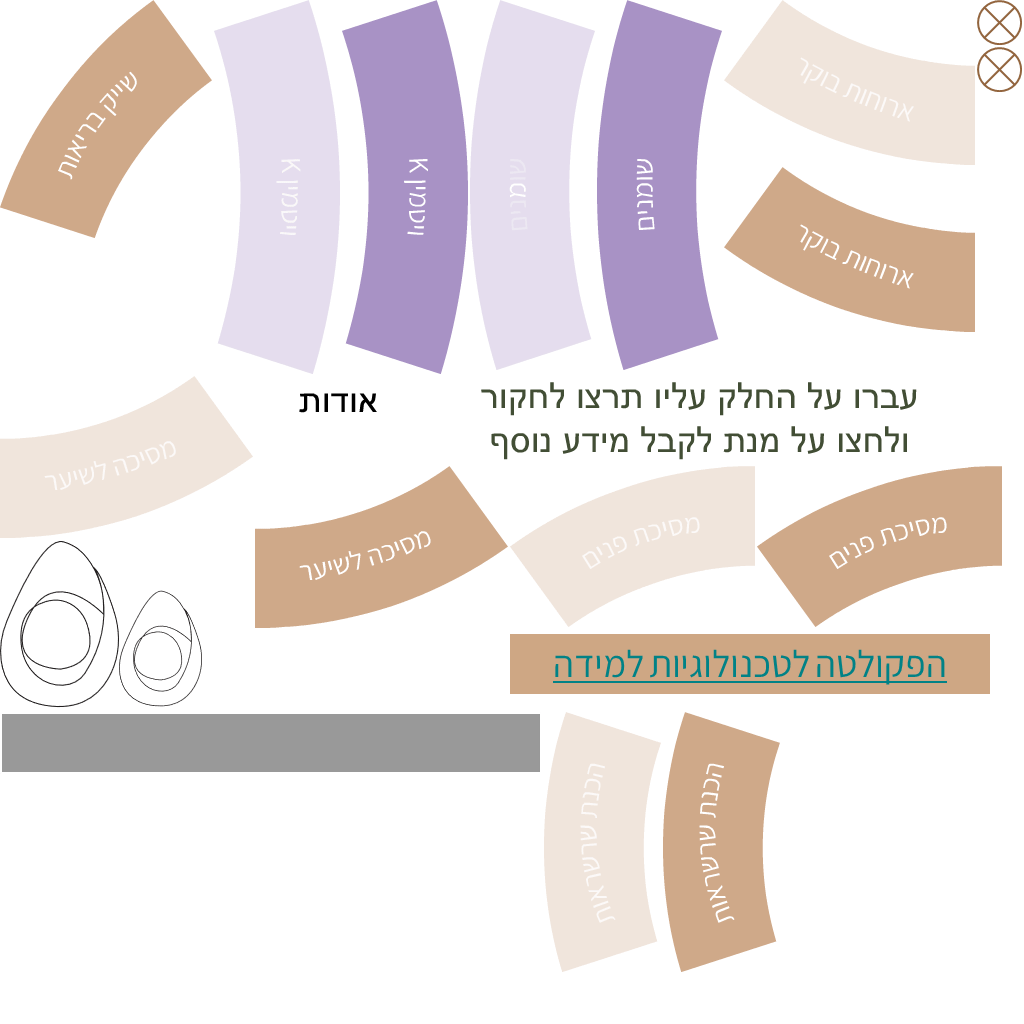 שייק בריאות
ויטמין K
ויטמין K
שומנים
שומנים
ארוחות בוקר
ארוחות בוקר
אודות
עברו על החלק עליו תרצו לחקור
ולחצו על מנת לקבל מידע נוסף
מסיכה לשיער
מסיכה לשיער
מסיכת פנים
מסיכת פנים
הפקולטה לטכנולוגיות למידה
הכנת שרשראות
הכנת שרשראות